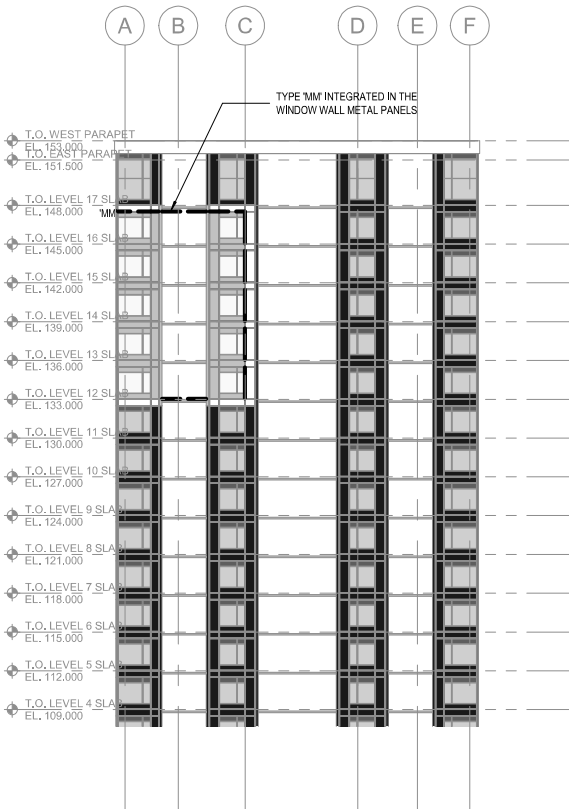 A B C D E F
TYPE 'MM' INTEGRATED IN THE
WINDOW WALL METAL PANELS
T.O. WEST PARAPET
EL. 153.000
T.O. EAST PARAPET
EL. 151.500
T.O. LEVEL 17 SLAB
EL. 148.000
'MM'
T.O. LEVEL 16 SLAB
EL. 145.000
T.O. LEVEL 15 SLAB
EL. 142.000
T.O. LEVEL 14 SLAB
EL. 139.000
T.O. LEVEL 13 SLAB
EL. 136.000
T.O. LEVEL 12 SLAB
EL. 133.000
T.O. LEVEL 11 SLAB
EL. 130.000
T.O. LEVEL 10 SLAB
EL. 127.000
T.O. LEVEL 9 SLAB
EL. 124.000
T.O. LEVEL 8 SLAB
EL. 121.000
T.O. LEVEL 7 SLAB
EL. 118.000
T.O. LEVEL 6 SLAB
EL. 115.000
T.O. LEVEL 5 SLAB
EL. 112.000
T.O. LEVEL 4 SLAB
EL. 109.000